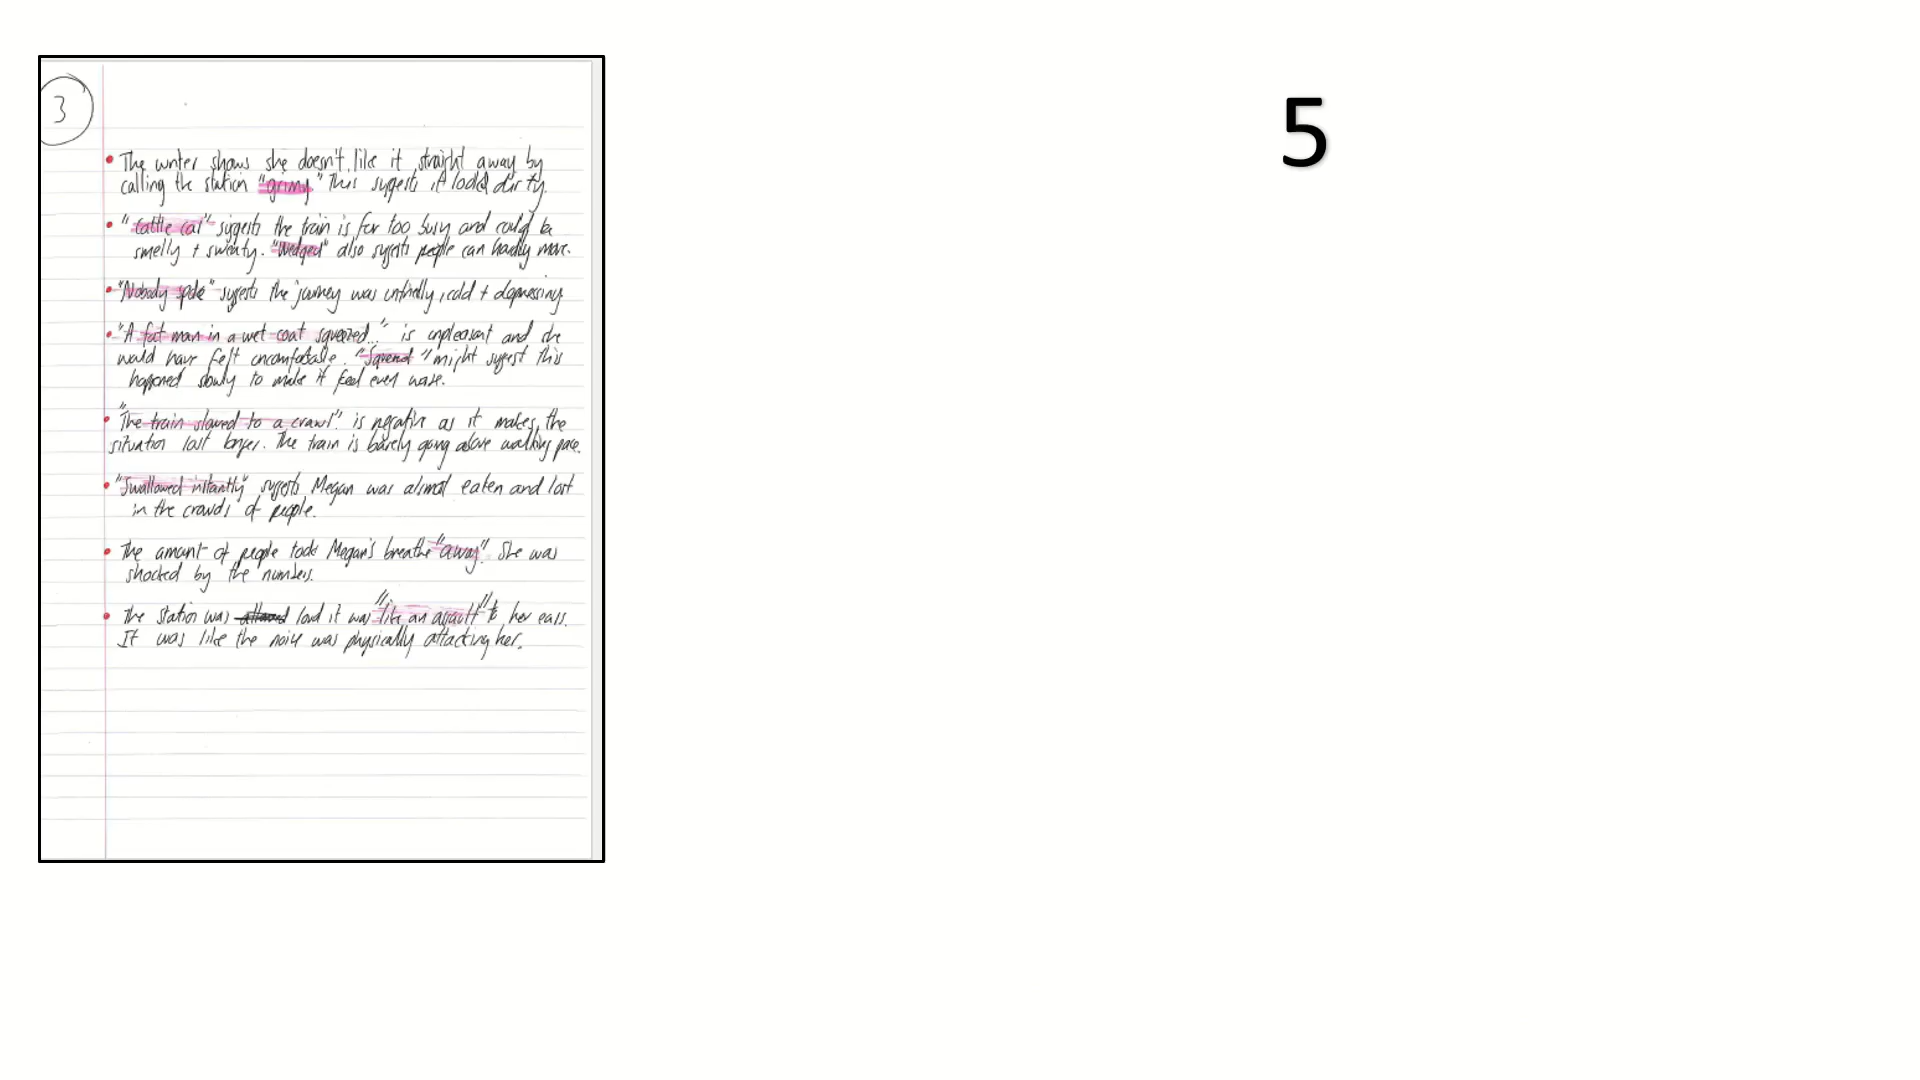 3
• The writer shows she doesn't like it straight away by
calling the station "grimy" This suggests it looked dirty.
• "Cattle car" suggests the train is far too busy and could be
smelly + sweaty. "Wedged" also suggests people can hardly move.
• "Nobody spoke" suggests the journey was unfriendly, cold + depressing.
• "A fat man in a wet coat squeezed..." is unpleasant and she
would have felt uncomfortable. "Squeezed" might suggest this
happened slowly to make it feel even worse.
• "The train slowed to a crawl" is negative as it makes the
situation last longer. The train is barely going above walking pace.
• "Swallowed instantly" suggests Megan was almost eaten and lost
in the crowds of people.
• The amount of people took Megan's breathe "away". She was
shocked by the numbers.
• The station was loud it was "like an assault" to her ears.
It was like the noise was physically attacking her.
5